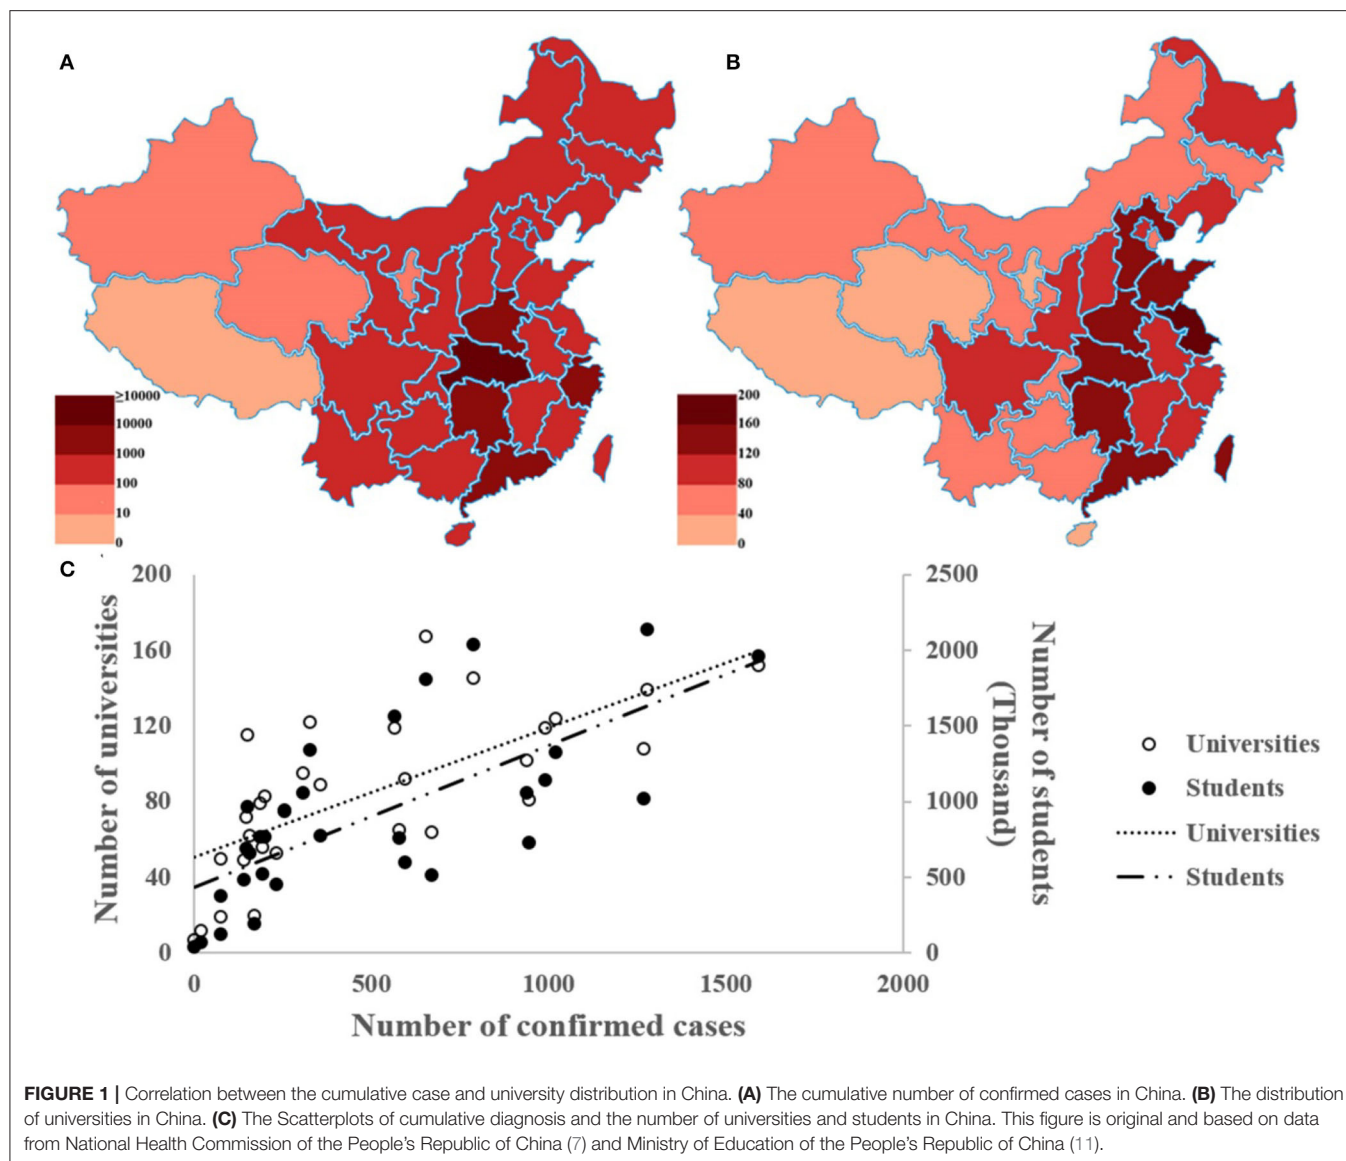 A
B
≥10000
10000
1000
100
10
0
200
160
120
80
40
0
C
200
160
120
80
40
0
Number of universities
2500
2000
1500
1000
500
0
Number of students
(Thousand)
0
500
1000
1500
2000
Number of confirmed cases
Universities
Students
Universities
Students
FIGURE 1 | Correlation between the cumulative case and university distribution in China. (A) The cumulative number of confirmed cases in China. (B) The distribution
of universities in China. (C) The Scatterplots of cumulative diagnosis and the number of universities and students in China. This figure is original and based on data
from National Health Commission of the People's Republic of China (7) and Ministry of Education of the People's Republic of China (11).